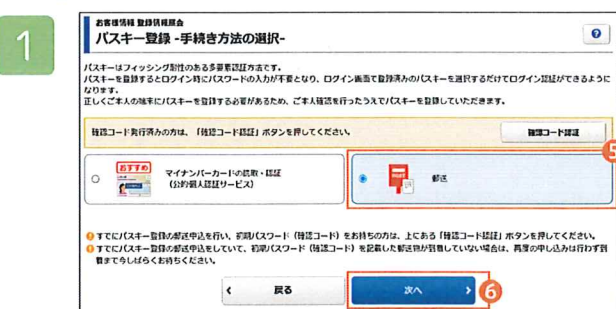 1
お客様情報 登録情報照会
パスキー登録 -手続き方法の選択-
?
パスキーはフィッシング耐性のある多要素認証方法です。
パスキーを登録するとログイン時にパスワードの入力が不要となり、ログイン画面で登録済みのパスキーを選択するだけでログイン認証ができるように
なります。
正しくご本人の端末にパスキーを登録する必要があるため、ご本人確認を行ったうえでパスキーを登録していただきます。
確認コード発行済みの方は、「確認コード認証」ボタンを押してください。
確認コード認証
5
おすすめ
マイナンバーカードの読取・認証
(公的個人認証サービス)
郵送
すでにパスキー登録の郵送申込を行い、初期パスワード(確認コード)をお持ちの方は、上にある「確認コード認証」ボタンを押してください。
すでにパスキー登録の郵送申込をしていて、初期パスワード(確認コード)を記載した郵送物が到着していない場合は、再度の申し込みは行わず到
着まで今しばらくお待ちください。
戻る
次へ
6